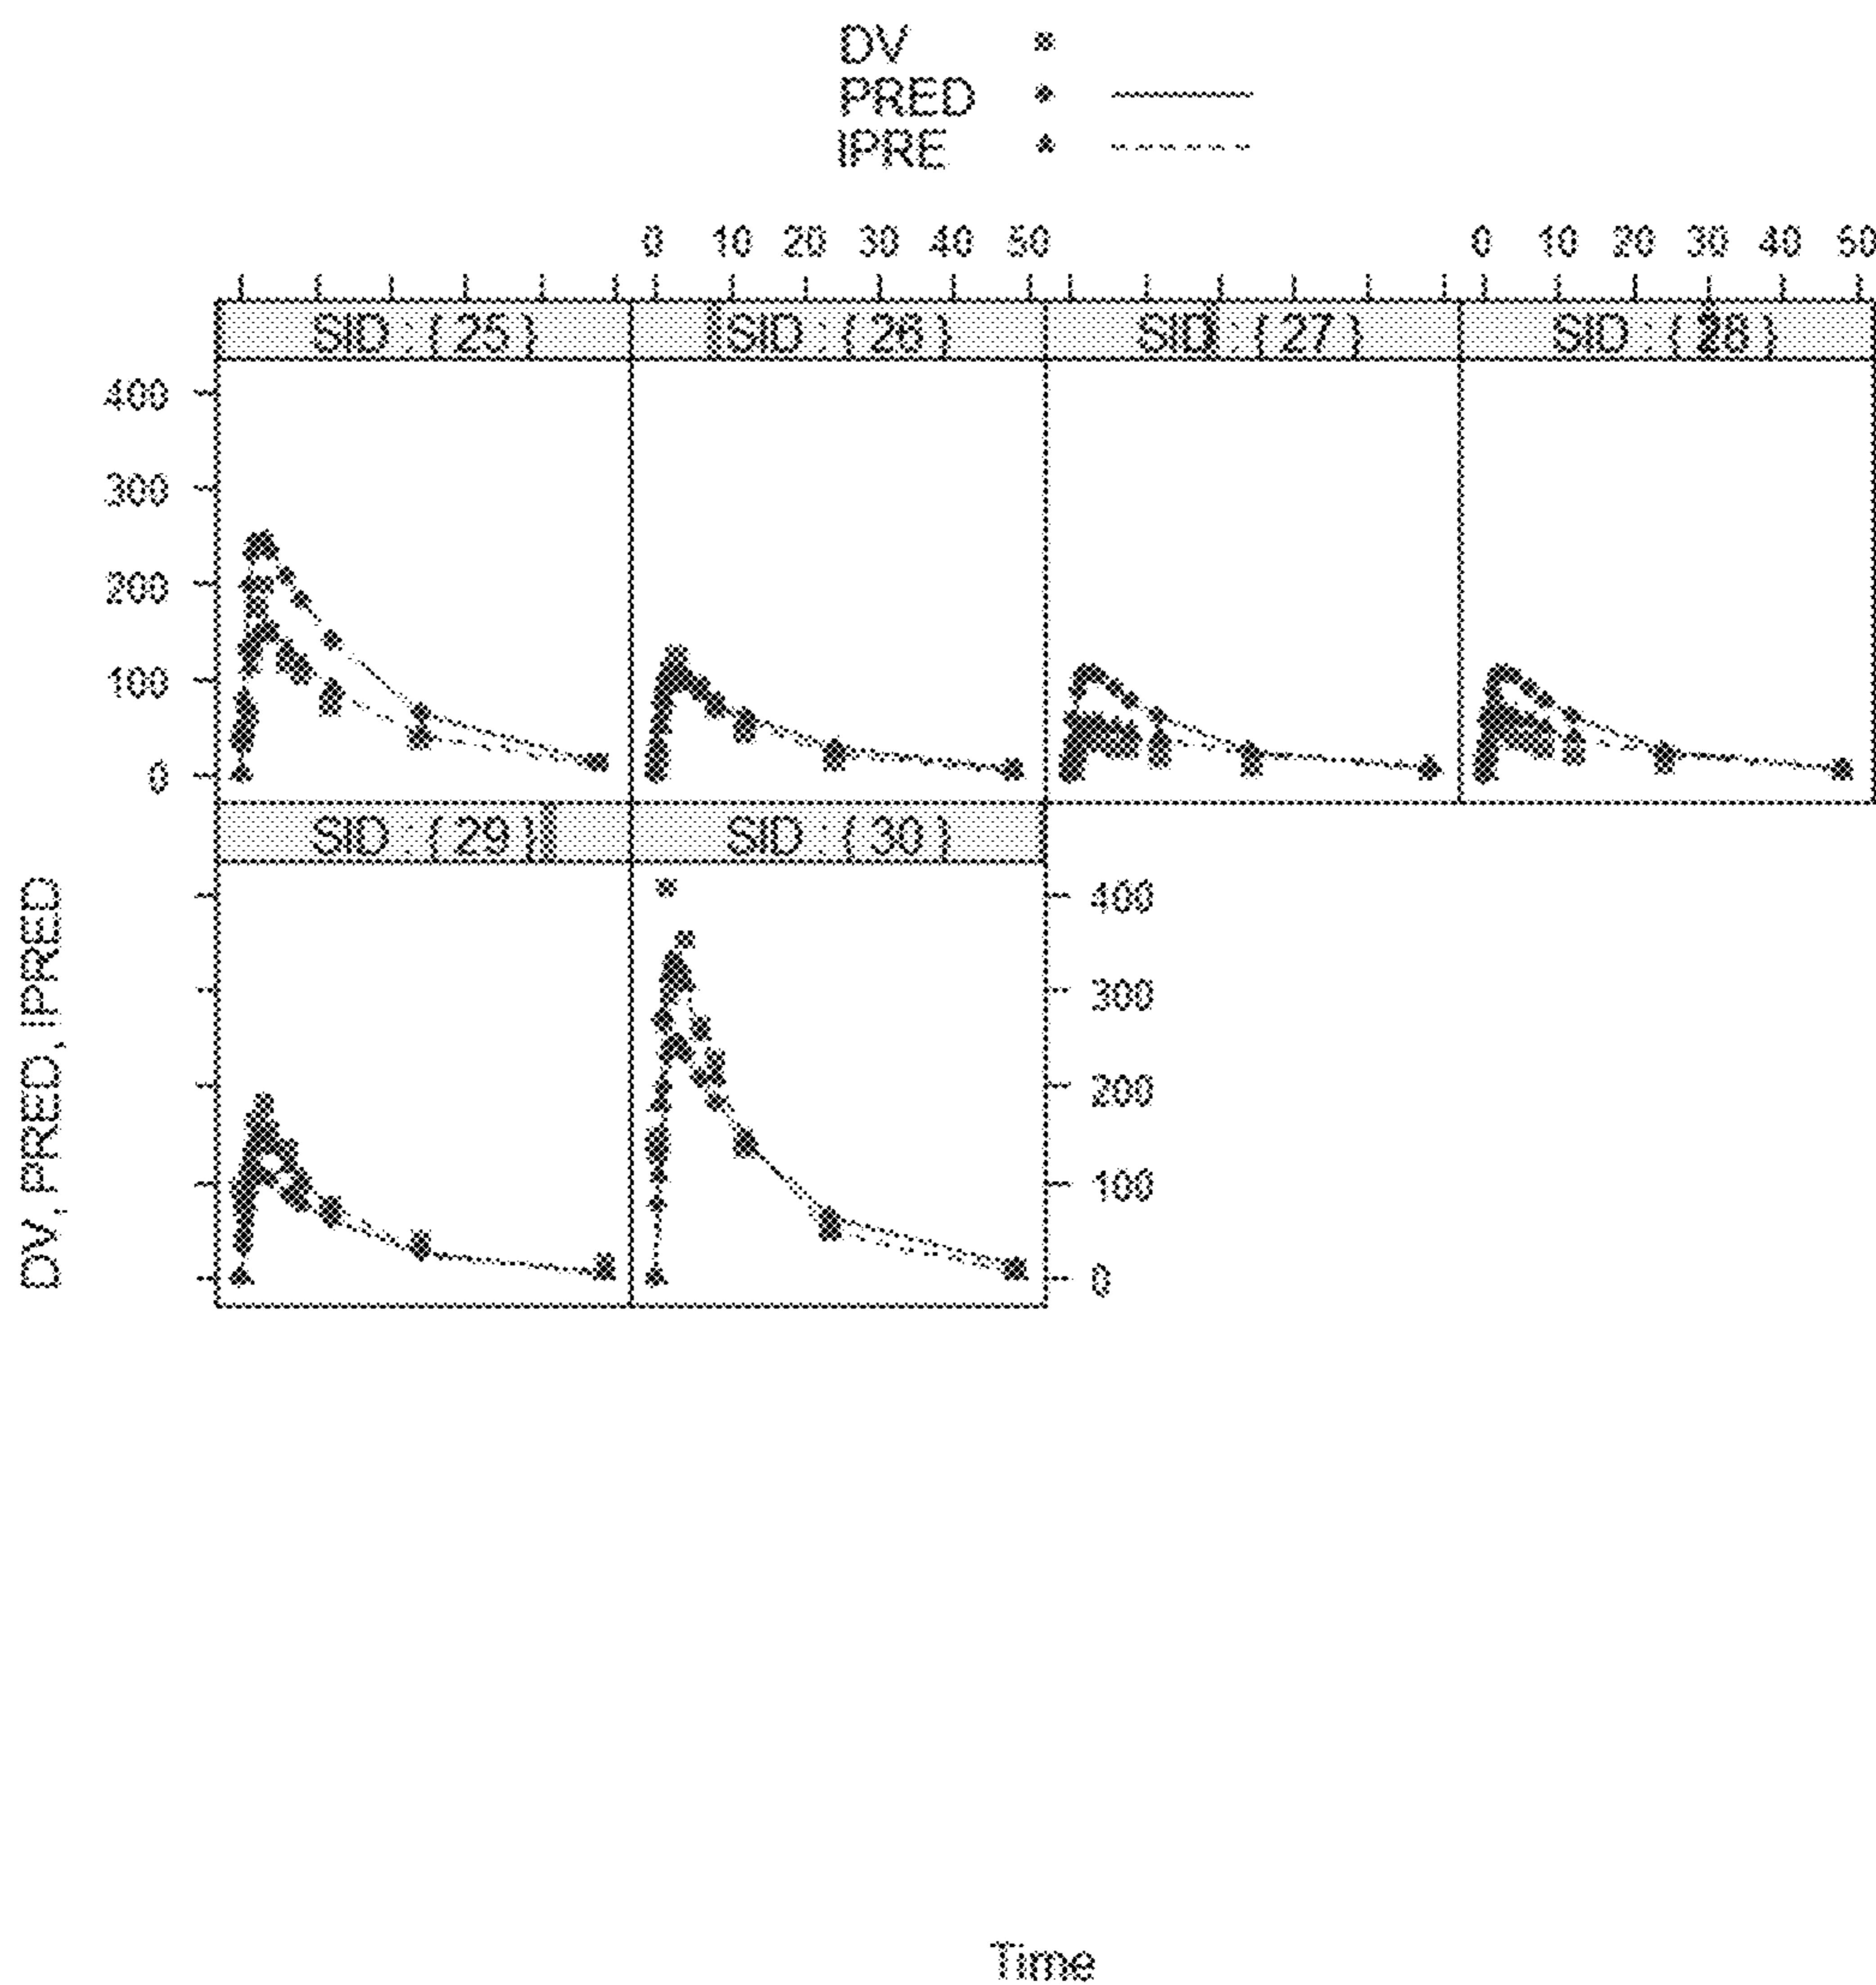 DV
PRED
IPRE
0 10 20 30 40 50 0 10 20 30 40 50
SID : { 25 } SID : { 26 } SID : { 27 } SID : { 28 }
400
300
200
100
0
SID : { 29 } SID : { 30 }
400
300
200
100
0
DV, PRED, IPRED
Time